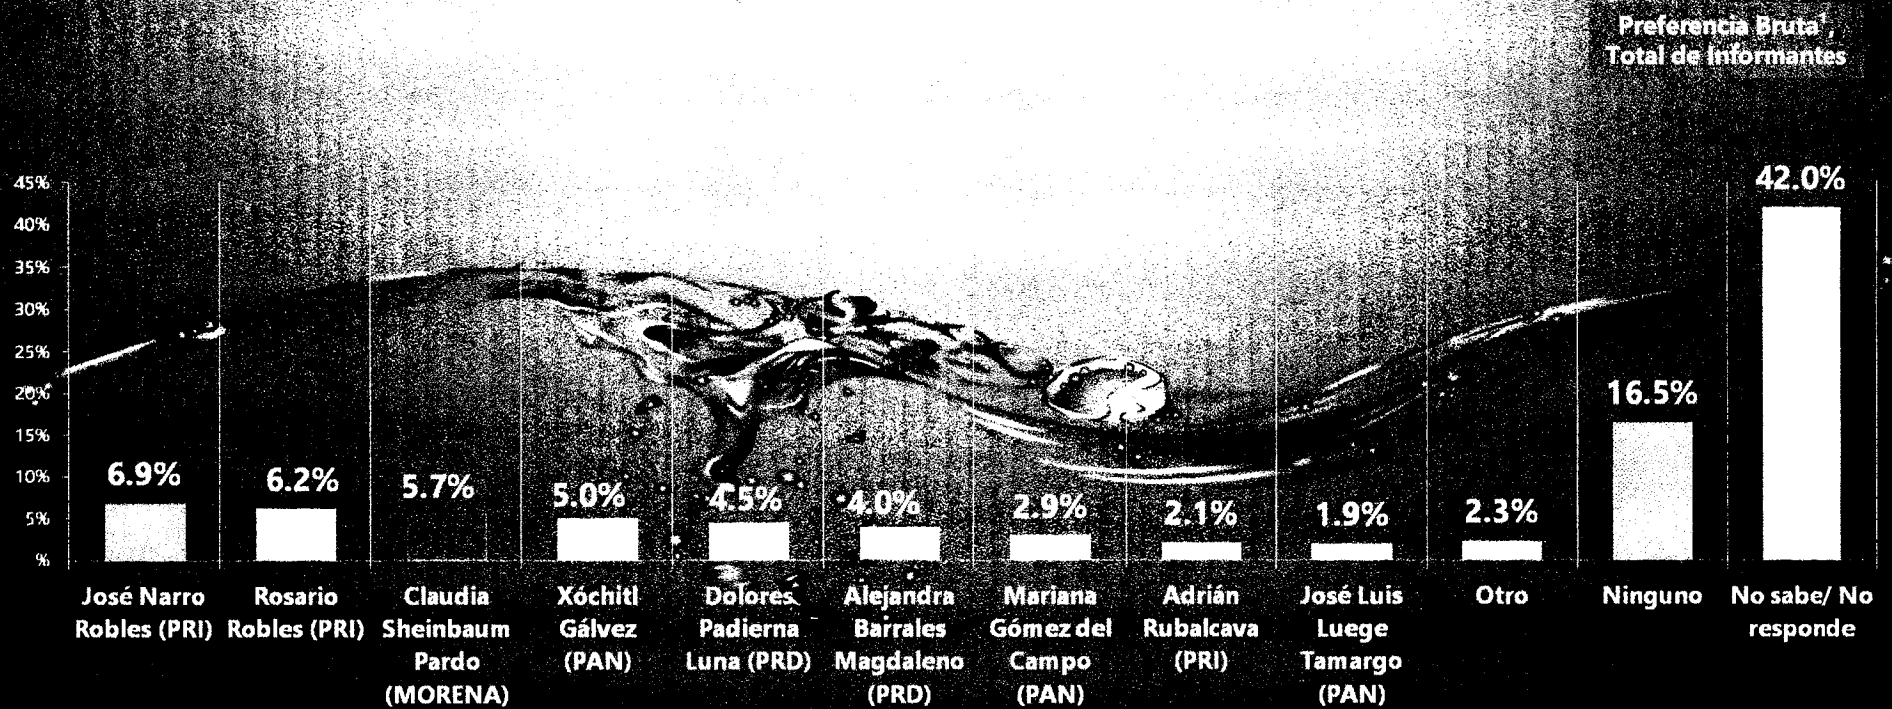 Preferencia Bruta¹,
Total de Informantes
45%
40%
35%
30%
25%
20%
15%
10%
5%
%
6.9%
6.2%
5.7%
5.0%
4.5%
4.0%
2.9%
2.1%
1.9%
2.3%
16.5%
42.0%
José Narro
Robles (PRI)
Rosario
Robles (PRI)
Claudia
Sheinbaum
Pardo
(MORENA)
Xóchitl
Gálvez
(PAN)
Dolores
Padierna
Luna (PRD)
Alejandra
Barrales
Magdaleno
(PRD)
Mariana
Gómez del
Campo
(PAN)
Adrián
Rubalcava
(PRI)
José Luis
Luege
Tamargo
(PAN)
Otro
Ninguno
No sabe/ No
responde